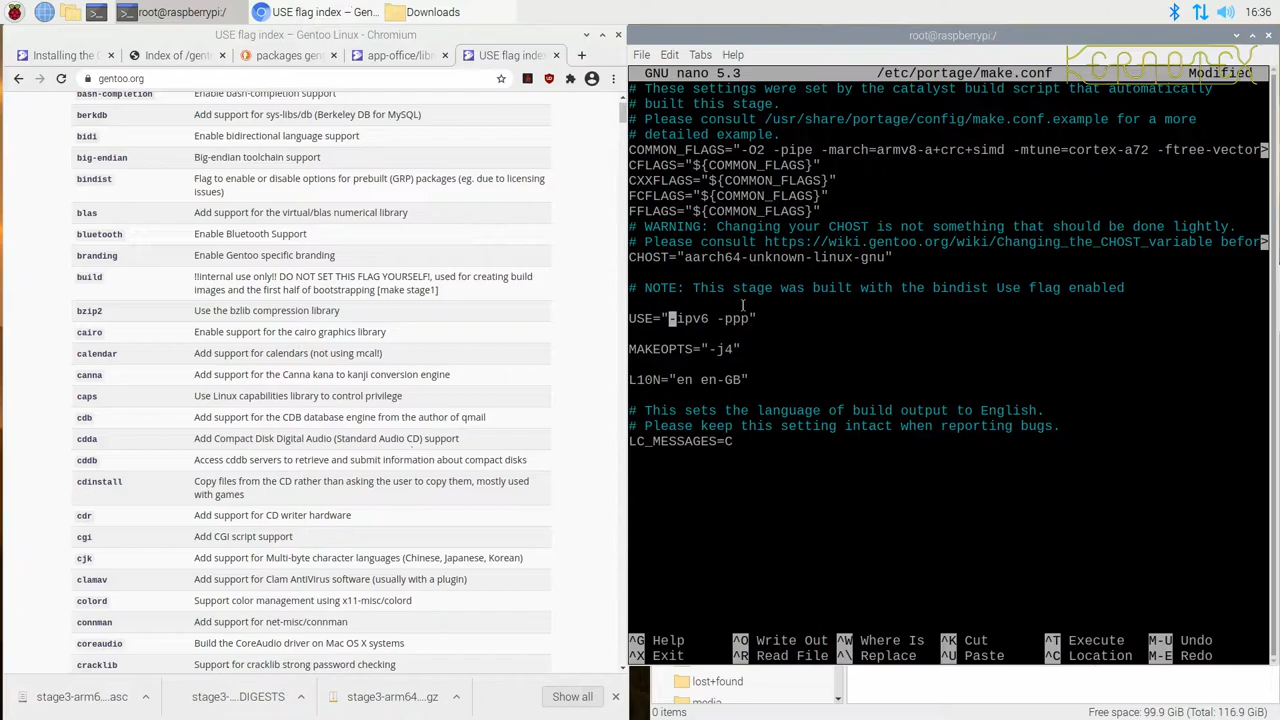 root@raspberrypi:/
USE flag index – Ge...
Downloads
16:36
USE flag index – Gentoo Linux - Chromium
Installing the G
Index of /gento
packages gen
app-office/lib
USE flag index
gentoo.org
bash-completion Enable bash-completion support
berkdb Add support for sys-libs/db (Berkeley DB for MySQL)
bidi Enable bidirectional language support
big-endian Big-endian toolchain support
bindist Flag to enable or disable options for prebuilt (GRP) packages (eg. due to licensing
issues)
blas Add support for the virtual/blas numerical library
bluetooth Enable Bluetooth Support
branding Enable Gentoo specific branding
build !!Internal use only!! DO NOT SET THIS FLAG YOURSELF!, used for creating build
images and the first half of bootstrapping [make stage1]
bzip2 Use the bzlib compression library
cairo Enable support for the cairo graphics library
calendar Add support for calendars (not using mcal!)
canna Add support for the Canna kana to kanji conversion engine
caps Use Linux capabilities library to control privilege
cdb Add support for the CDB database engine from the author of qmail
cdda Add Compact Disk Digital Audio (Standard Audio CD) support
cddb Access cddb servers to retrieve and submit information about compact disks
cdinstall Copy files from the CD rather than asking the user to copy them, mostly used
with games
cdr Add support for CD writer hardware
cgi Add CGI script support
cjk Add support for Multi-byte character languages (Chinese, Japanese, Korean)
clamav Add support for Clam AntiVirus software (usually with a plugin)
colord Support color management using x11-misc/colord
connman Add support for net-misc/connman
coreaudio Build the CoreAudio driver on Mac OS X systems
cracklib Support for cracklib strong password checking
stage3-arm6....asc
stage3-....DIGESTS
stage3-arm64....gz
Show all
root@raspberrypi:/
File Edit Tabs Help
KERNOTEX
GNU nano 5.3 /etc/portage/make.conf Modified
# These settings were set by the catalyst build script that automatically
# built this stage.
# Please consult /usr/share/portage/config/make.conf.example for a more
# detailed example.
COMMON_FLAGS="-O2 -pipe -march=armv8-a+crc+simd -mtune=cortex-a72 -ftree-vector>
CFLAGS="${COMMON_FLAGS}"
CXXFLAGS="${COMMON_FLAGS}"
FCFLAGS="${COMMON_FLAGS}"
FFLAGS="${COMMON_FLAGS}"
# WARNING: Changing your CHOST is not something that should be done lightly.
# Please consult https://wiki.gentoo.org/wiki/Changing_the_CHOST_variable befor>
CHOST="aarch64-unknown-linux-gnu"
# NOTE: This stage was built with the bindist Use flag enabled
USE="-ipv6 -ppp"
MAKEOPTS="-j4"
L10N="en en-GB"
# This sets the language of build output to English.
# Please keep this setting intact when reporting bugs.
LC_MESSAGES=C
^G Help ^O Write Out ^W Where Is ^K Cut ^T Execute M-U Undo
^X Exit ^R Read File ^\ Replace ^U Paste ^C Location M-E Redo
lost+found
media
0 items
Free space: 99.9 GiB (Total: 116.9 GiB)